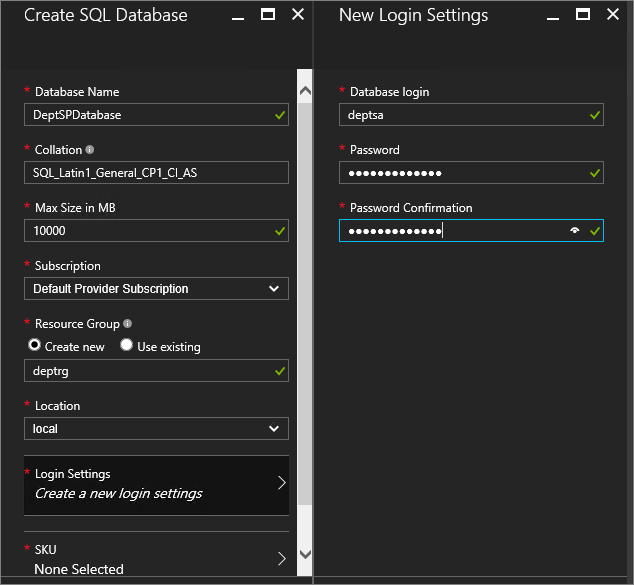 Create SQL Database
* Database Name
DeptSPDatabase
* Collation
SQL_Latin1_General_CP1_CI_AS
* Max Size in MB
10000
* Subscription
Default Provider Subscription
* Resource Group
Create new Use existing
deptrg
* Location
local
* Login Settings
Create a new login settings
* SKU
None Selected
New Login Settings
* Database login
deptsa
* Password
•••••••••••••
* Password Confirmation
•••••••••••••